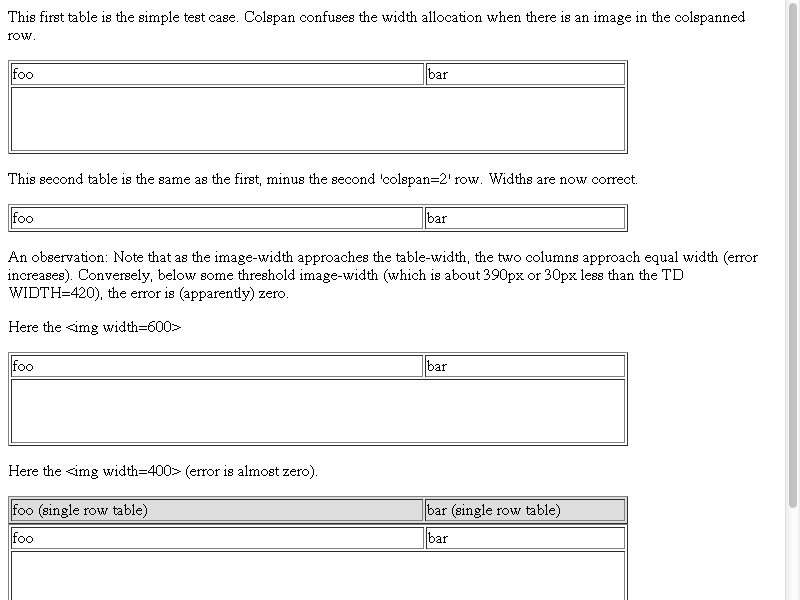 This first table is the simple test case. Colspan confuses the width allocation when there is an image in the colspanned
row.
foo bar
This second table is the same as the first, minus the second 'colspan=2' row. Widths are now correct.
foo bar
An observation: Note that as the image-width approaches the table-width, the two columns approach equal width (error
increases). Conversely, below some threshold image-width (which is about 390px or 30px less than the TD
WIDTH=420), the error is (apparently) zero.
Here the <img width=600>
foo bar
Here the <img width=400> (error is almost zero).
foo (single row table) bar (single row table)
foo bar